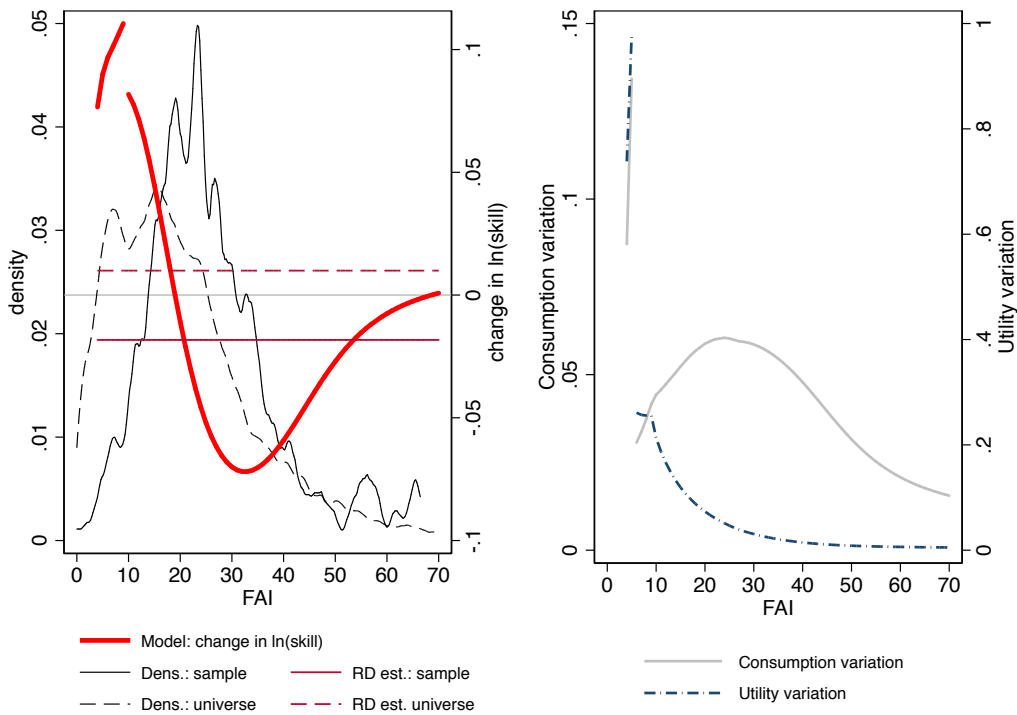 density
0
.01
.02
.03
.04
.05
change in ln(skill)
-.1
-.05
0
.05
.1
0 10 20 30 40 50 60 70
FAI
Model: change in ln(skill)
Dens.: sample
RD est.: sample
Dens.: universe
RD est. universe
Consumption variation
0
.05
.1
.15
Utility variation
0
.2
.4
.6
.8
1
0 10 20 30 40 50 60 70
FAI
Consumption variation
Utility variation